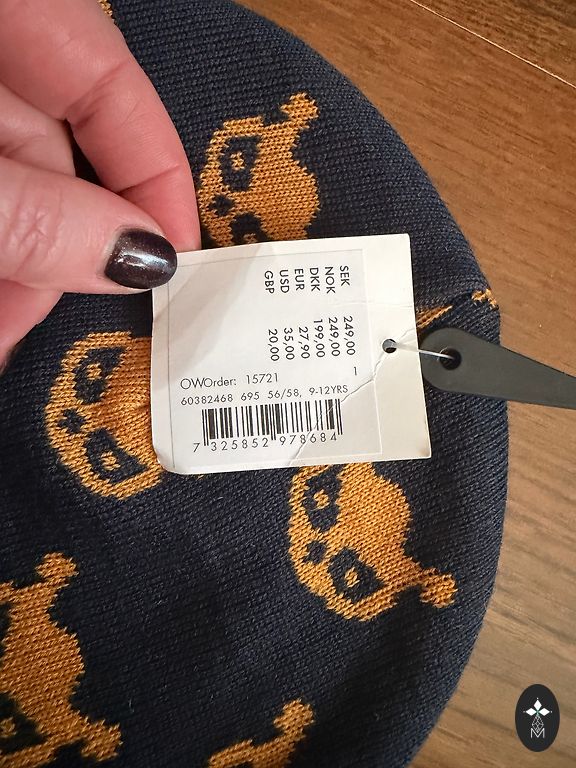 SEK 249,00
NOK 249,00
DKK 199,00
EUR 27,90
USD 35,00
GBP 20,00
OWOrder: 15721 1
60382468 695 56/58, 9-12YRS
7 325852 978684
M